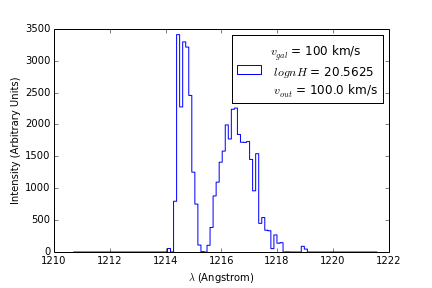 3500
3000
2500
2000
1500
1000
500
0
Intensity (Arbitrary Units)
v_gal = 100 km/s
lognH = 20.5625
v_out = 100.0 km/s
1210 1212 1214 1216 1218 1220 1222
λ (Angstrom)